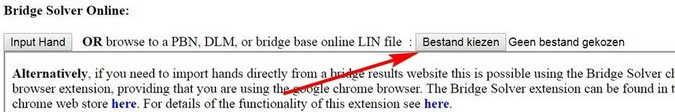 Bridge Solver Online:
Input Hand OR browse to a PBN, DLM, or bridge base online LIN file : Bestand kiezen Geen bestand gekozen
Alternatively, if you need to import hands directly from a bridge results website this is possible using the Bridge Solver ch
browser extension, providing that you are using the google chrome browser. The Bridge Solver extension can be found in t
chrome web store here. For details of the functionality of this extension see here.